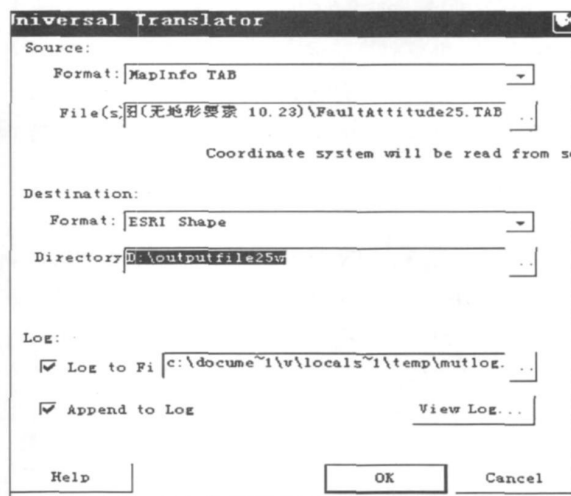 Universal Translator
Source:
Format: MapInfo TAB
File(s) (无地形要素 10.23)\FaultAttitude25.TAB ..
Coordinate system will be read from
Destination:
Format: ESRI Shape
Directory D:\outputfile25w ..
Log:
Log to Fi c:\docume~1\v\locals~1\temp\mutlog. ..
Append to Log View Log...
Help OK Cancel